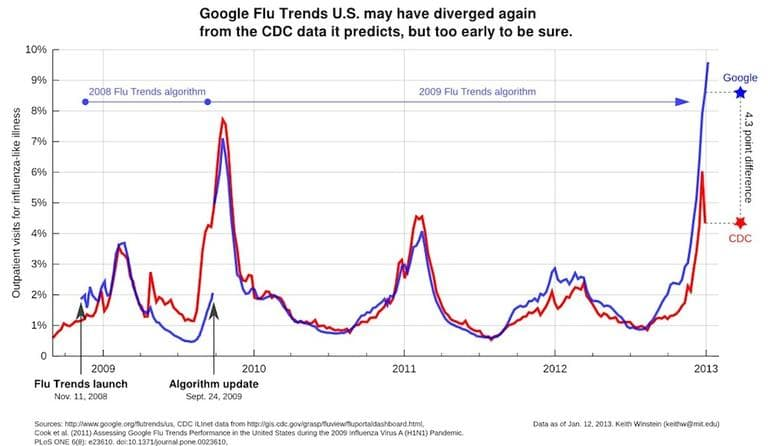 Google Flu Trends U.S. may have diverged again
from the CDC data it predicts, but too early to be sure.
Outpatient visits for influenza-like illness
10%
9%
8%
7%
6%
5%
4%
3%
2%
1%
0
2008 Flu Trends algorithm
2009 Flu Trends algorithm
Google
4.3 point difference
CDC
2009
2010
2011
2012
2013
Flu Trends launch
Nov. 11, 2008
Algorithm update
Sept. 24, 2009
Sources: http://www.google.org/flutrends/us, CDC ILInet data from http://gis.cdc.gov/grasp/fluview/fluportaldashboard.html,
Cook et al. (2011) Assessing Google Flu Trends Performance in the United States during the 2009 Influenza Virus A (H1N1) Pandemic.
PLoS ONE 6(8): e23610. doi:10.1371/journal.pone.0023610,
Data as of Jan. 12, 2013. Keith Winstein (keithw@mit.edu)